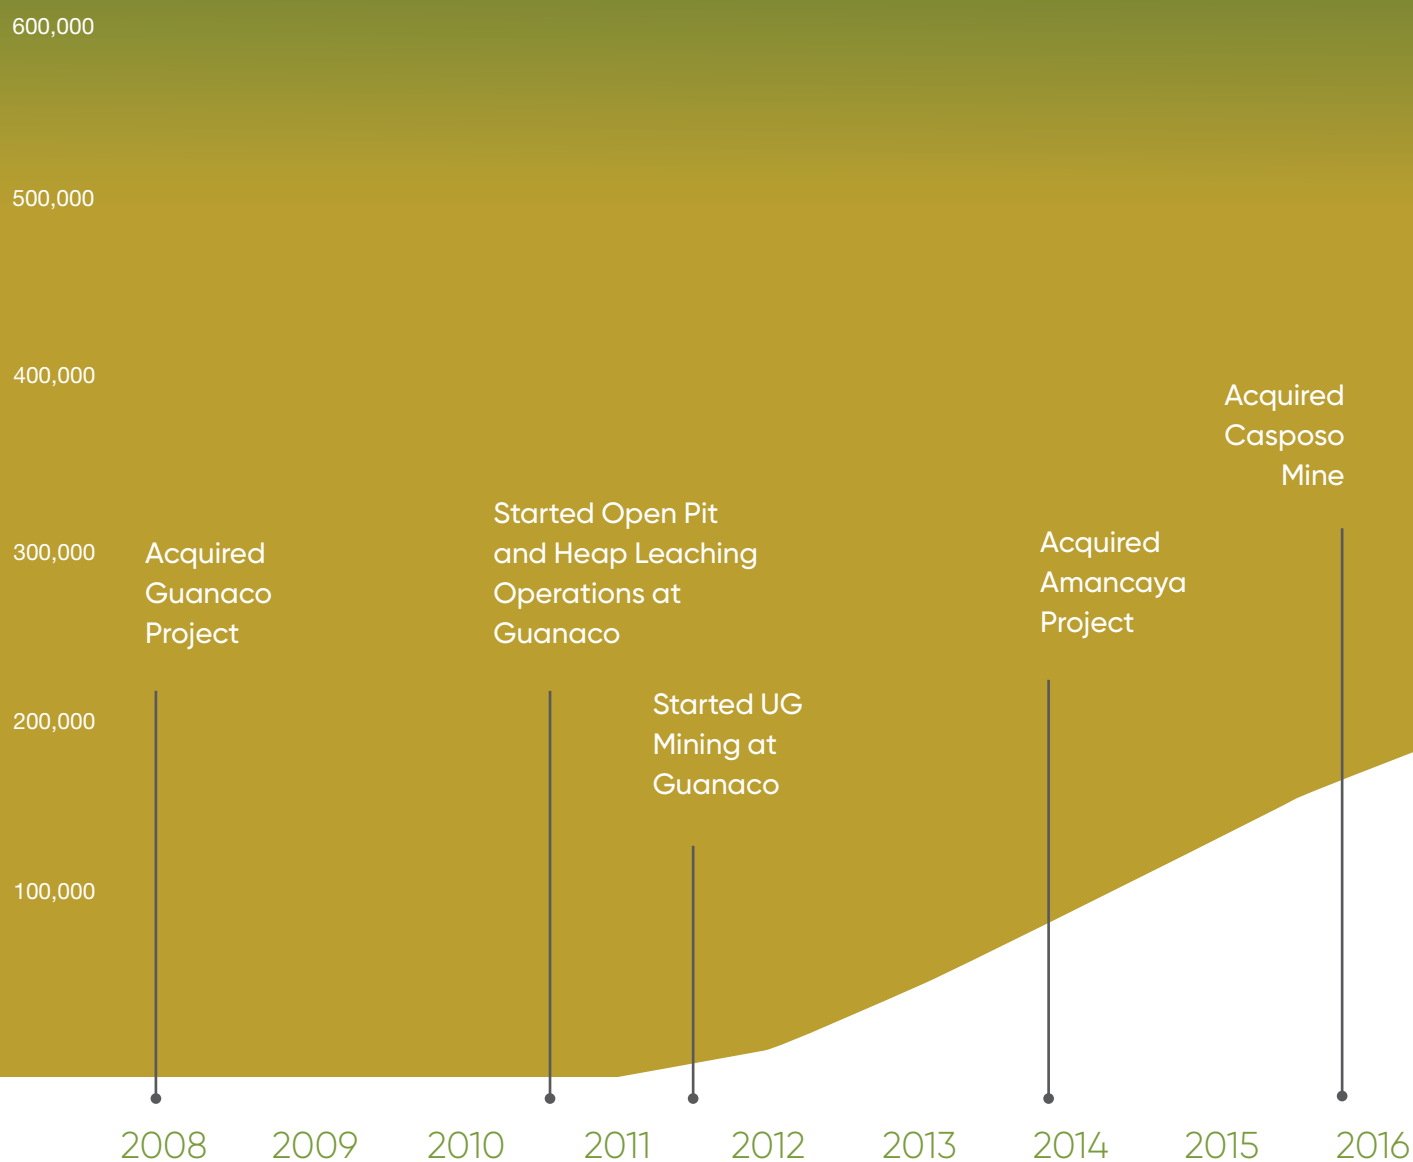 600,000
500,000
400,000
300,000
200,000
100,000
Acquired
Guanaco
Project
Started Open Pit
and Heap Leaching
Operations at
Guanaco
Started UG
Mining at
Guanaco
Acquired
Amancaya
Project
Acquired
Casposo
Mine
2008
2009
2010
2011
2012
2013
2014
2015
2016